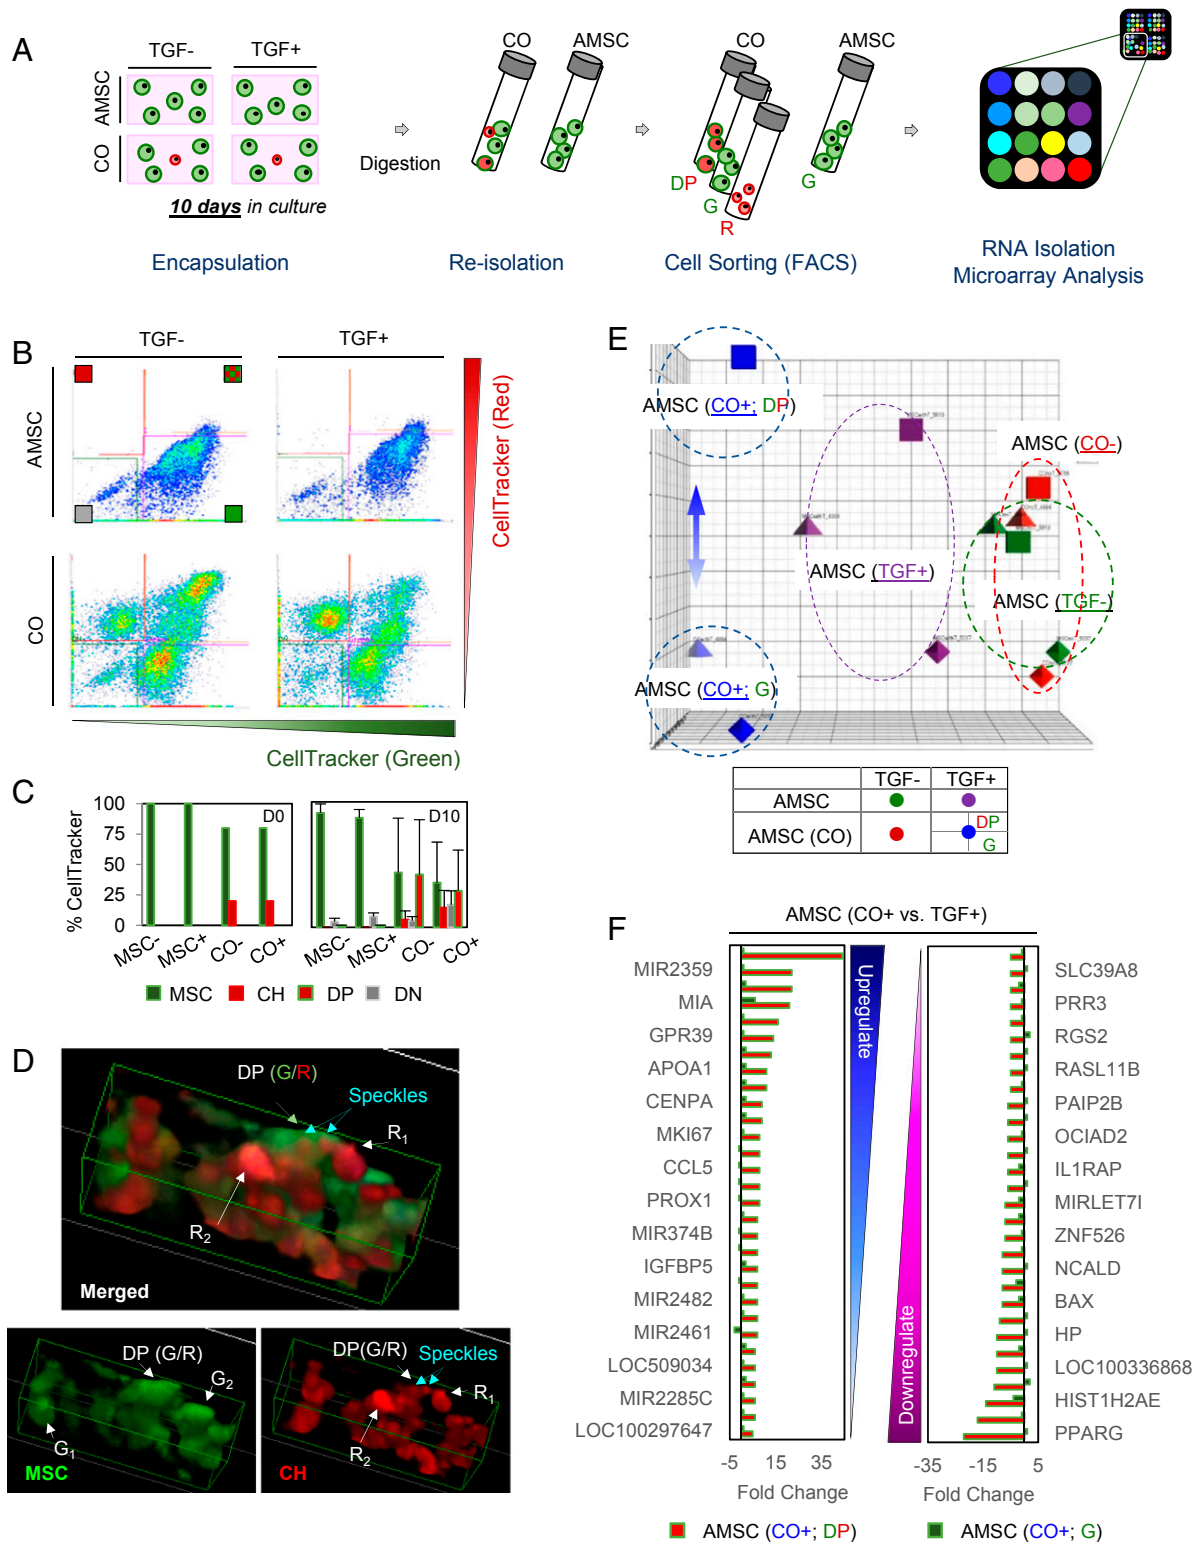 A
TGF-
TGF+
AMSC
CO
10 days in culture
Encapsulation
Digestion
CO
AMSC
Re-isolation
CO
AMSC
DP
G
R
G
Cell Sorting (FACS)
RNA Isolation
Microarray Analysis
B
TGF-
TGF+
AMSC
CO
CellTracker (Red)
CellTracker (Green)
C
% CellTracker
100
75
50
25
0
D0
D10
MSC-
MSC+
CO-
CO+
MSC-
MSC+
CO-
CO+
MSC
CH
DP
DN
D
DP (G/R)
Speckles
R1
R2
Merged
DP (G/R)
G2
G1
MSC
DP(G/R)
Speckles
R1
R2
CH
E
AMSC (CO+; DP)
AMSC (CO-)
AMSC (TGF+)
AMSC (TGF-)
AMSC (CO+; G)
TGF-
TGF+
AMSC
AMSC (CO)
DP
G
F
AMSC (CO+ vs. TGF+)
MIR2359
MIA
GPR39
APOA1
CENPA
MKI67
CCL5
PROX1
MIR374B
IGFBP5
MIR2482
MIR2461
LOC509034
MIR2285C
LOC100297647
Upregulate
Downregulate
SLC39A8
PRR3
RGS2
RASL11B
PAIP2B
OCIAD2
IL1RAP
MIRLET7I
ZNF526
NCALD
BAX
HP
LOC100336868
HIST1H2AE
PPARG
-5 15 35
Fold Change
-35 -15 5
Fold Change
AMSC (CO+; DP)
AMSC (CO+; G)